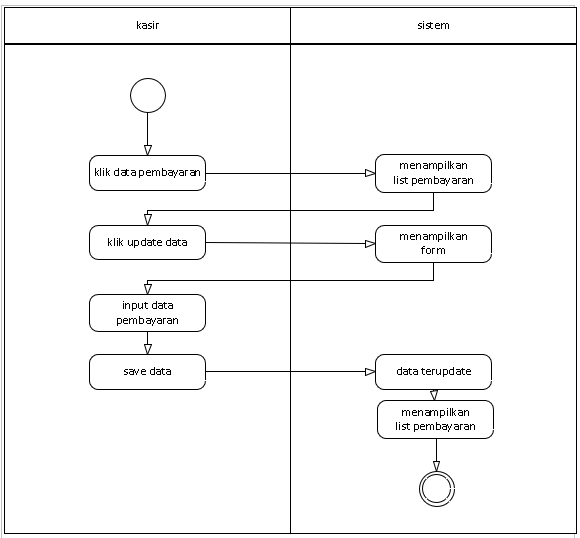 kasir
sistem
klik data pembayaran
menampilkan
list pembayaran
klik update data
menampilkan
form
input data
pembayaran
save data
data terupdate
menampilkan
list pembayaran